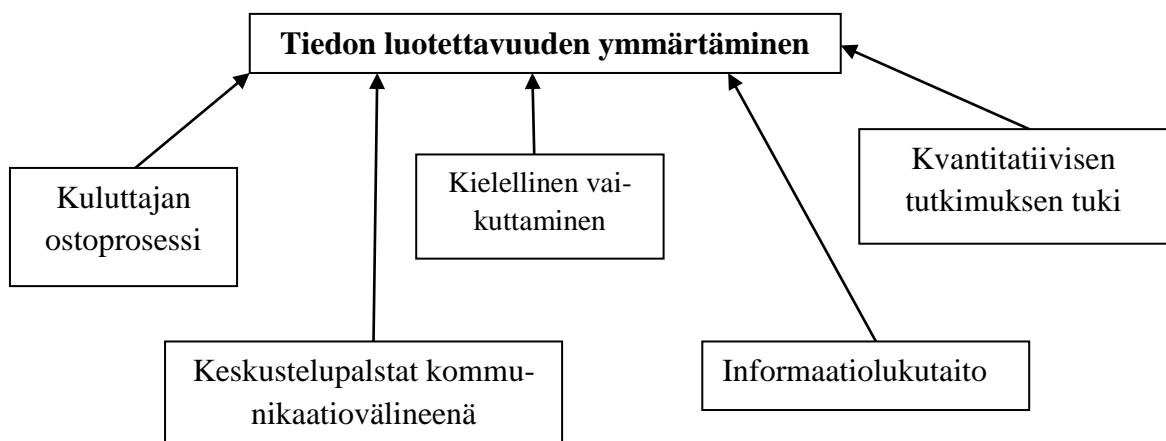 Tiedon luotettavuuden ymmärtäminen
Kuluttajan
ostoprosessi
Kielellinen vai-
kuttaminen
Kvantitatiivisen
tutkimuksen tuki
Keskustelupalstat kommu-
nikaatiovälineenä
Informaatiolukutaito